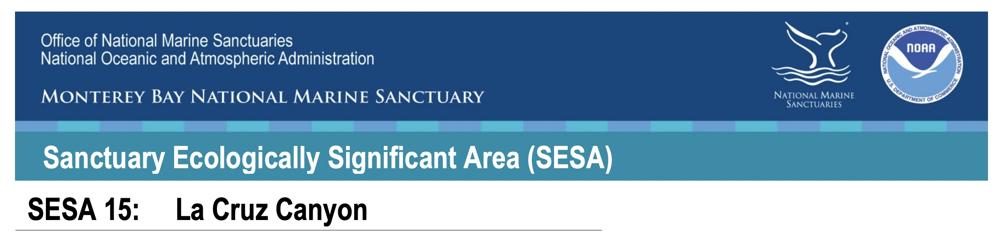 Office of National Marine Sanctuaries
National Oceanic and Atmospheric Administration
MONTEREY BAY NATIONAL MARINE SANCTUARY
NATIONAL MARINE
SANCTUARIES
®
NATIONAL OCEANIC AND ATMOSPHERIC ADMINISTRATION
NOAA
U.S. DEPARTMENT OF COMMERCE
Sanctuary Ecologically Significant Area (SESA)
SESA 15: La Cruz Canyon